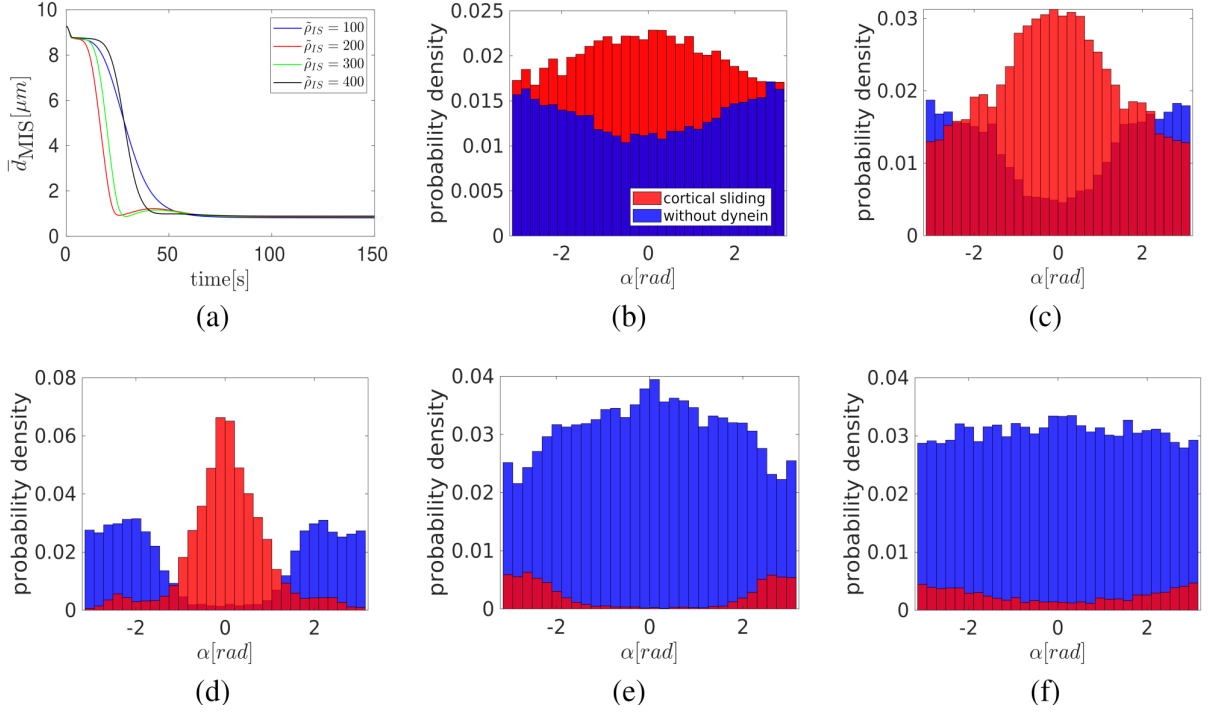 10
8
6
4
2
0
d̅_MIS[μm]
0
50
100
150
time[s]
ρ̃_IS = 100
ρ̃_IS = 200
ρ̃_IS = 300
ρ̃_IS = 400
(a)
0.025
0.02
0.015
0.01
0.005
0
probability density
-2
0
2
α[rad]
cortical sliding
without dynein
(b)
0.03
0.02
0.01
0
probability density
-2
0
2
α[rad]
(c)
0.08
0.06
0.04
0.02
0
probability density
-2
0
2
α[rad]
(d)
0.04
0.03
0.02
0.01
0
probability density
-2
0
2
α[rad]
(e)
0.04
0.03
0.02
0.01
0
probability density
-2
0
2
α[rad]
(f)